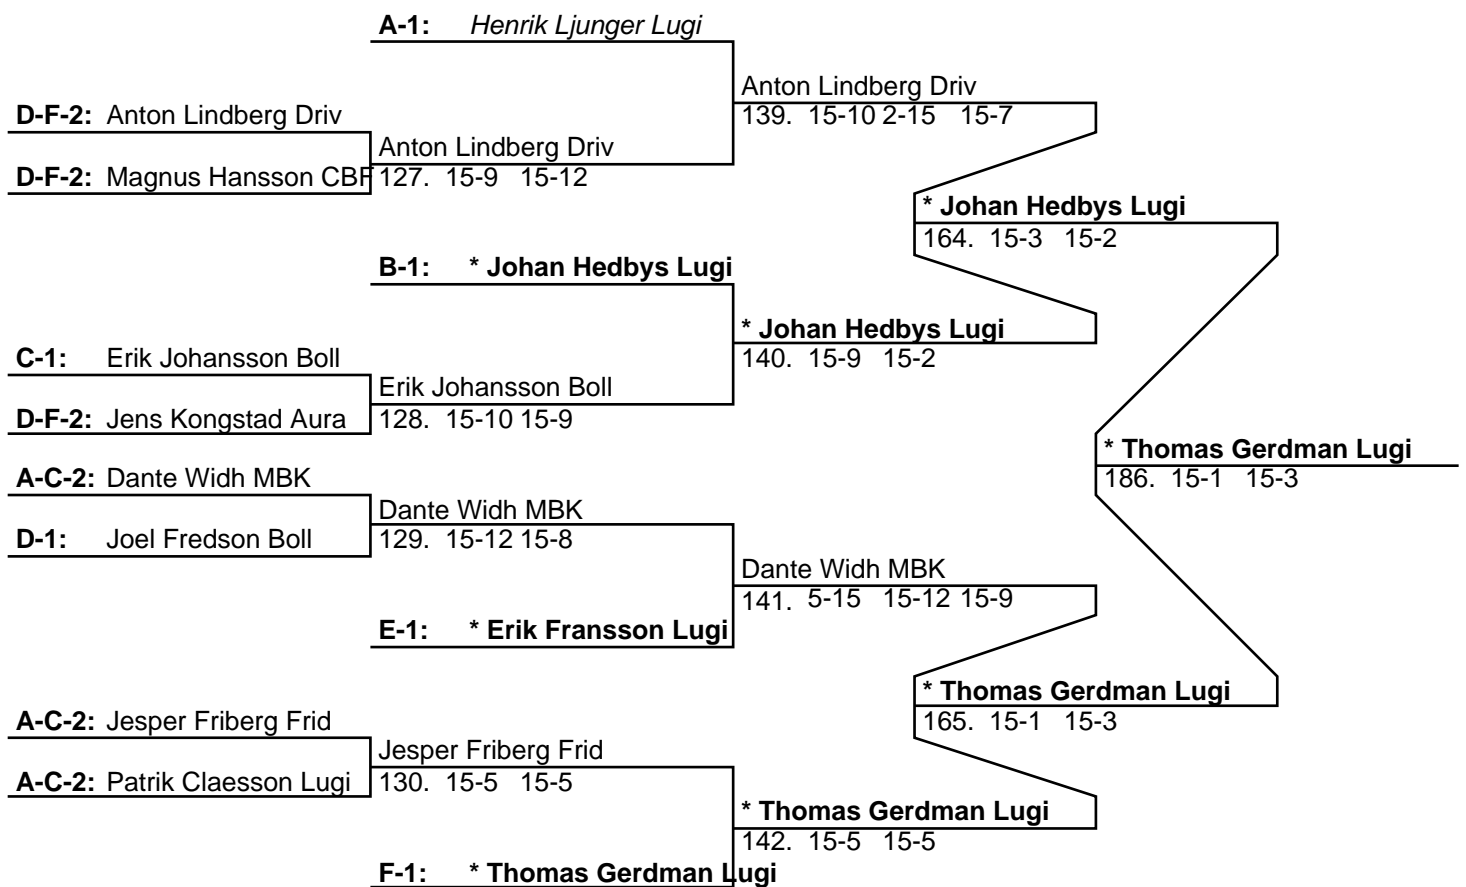 A-1: Henrik Ljunger Lugi
Anton Lindberg Driv
D-F-2: Anton Lindberg Driv
139. 15-10 2-15 15-7
Anton Lindberg Driv
D-F-2: Magnus Hansson CBF
127. 15-9 15-12
* Johan Hedbys Lugi
164. 15-3 15-2
B-1: * Johan Hedbys Lugi
* Johan Hedbys Lugi
C-1: Erik Johansson Boll
140. 15-9 15-2
Erik Johansson Boll
D-F-2: Jens Kongstad Aura
128. 15-10 15-9
* Thomas Gerdman Lugi
A-C-2: Dante Widh MBK
186. 15-1 15-3
Dante Widh MBK
D-1: Joel Fredson Boll
129. 15-12 15-8
Dante Widh MBK
141. 5-15 15-12 15-9
E-1: * Erik Fransson Lugi
* Thomas Gerdman Lugi
A-C-2: Jesper Friberg Frid
165. 15-1 15-3
Jesper Friberg Frid
A-C-2: Patrik Claesson Lugi
130. 15-5 15-5
* Thomas Gerdman Lugi
142. 15-5 15-5
F-1: * Thomas Gerdman Lugi